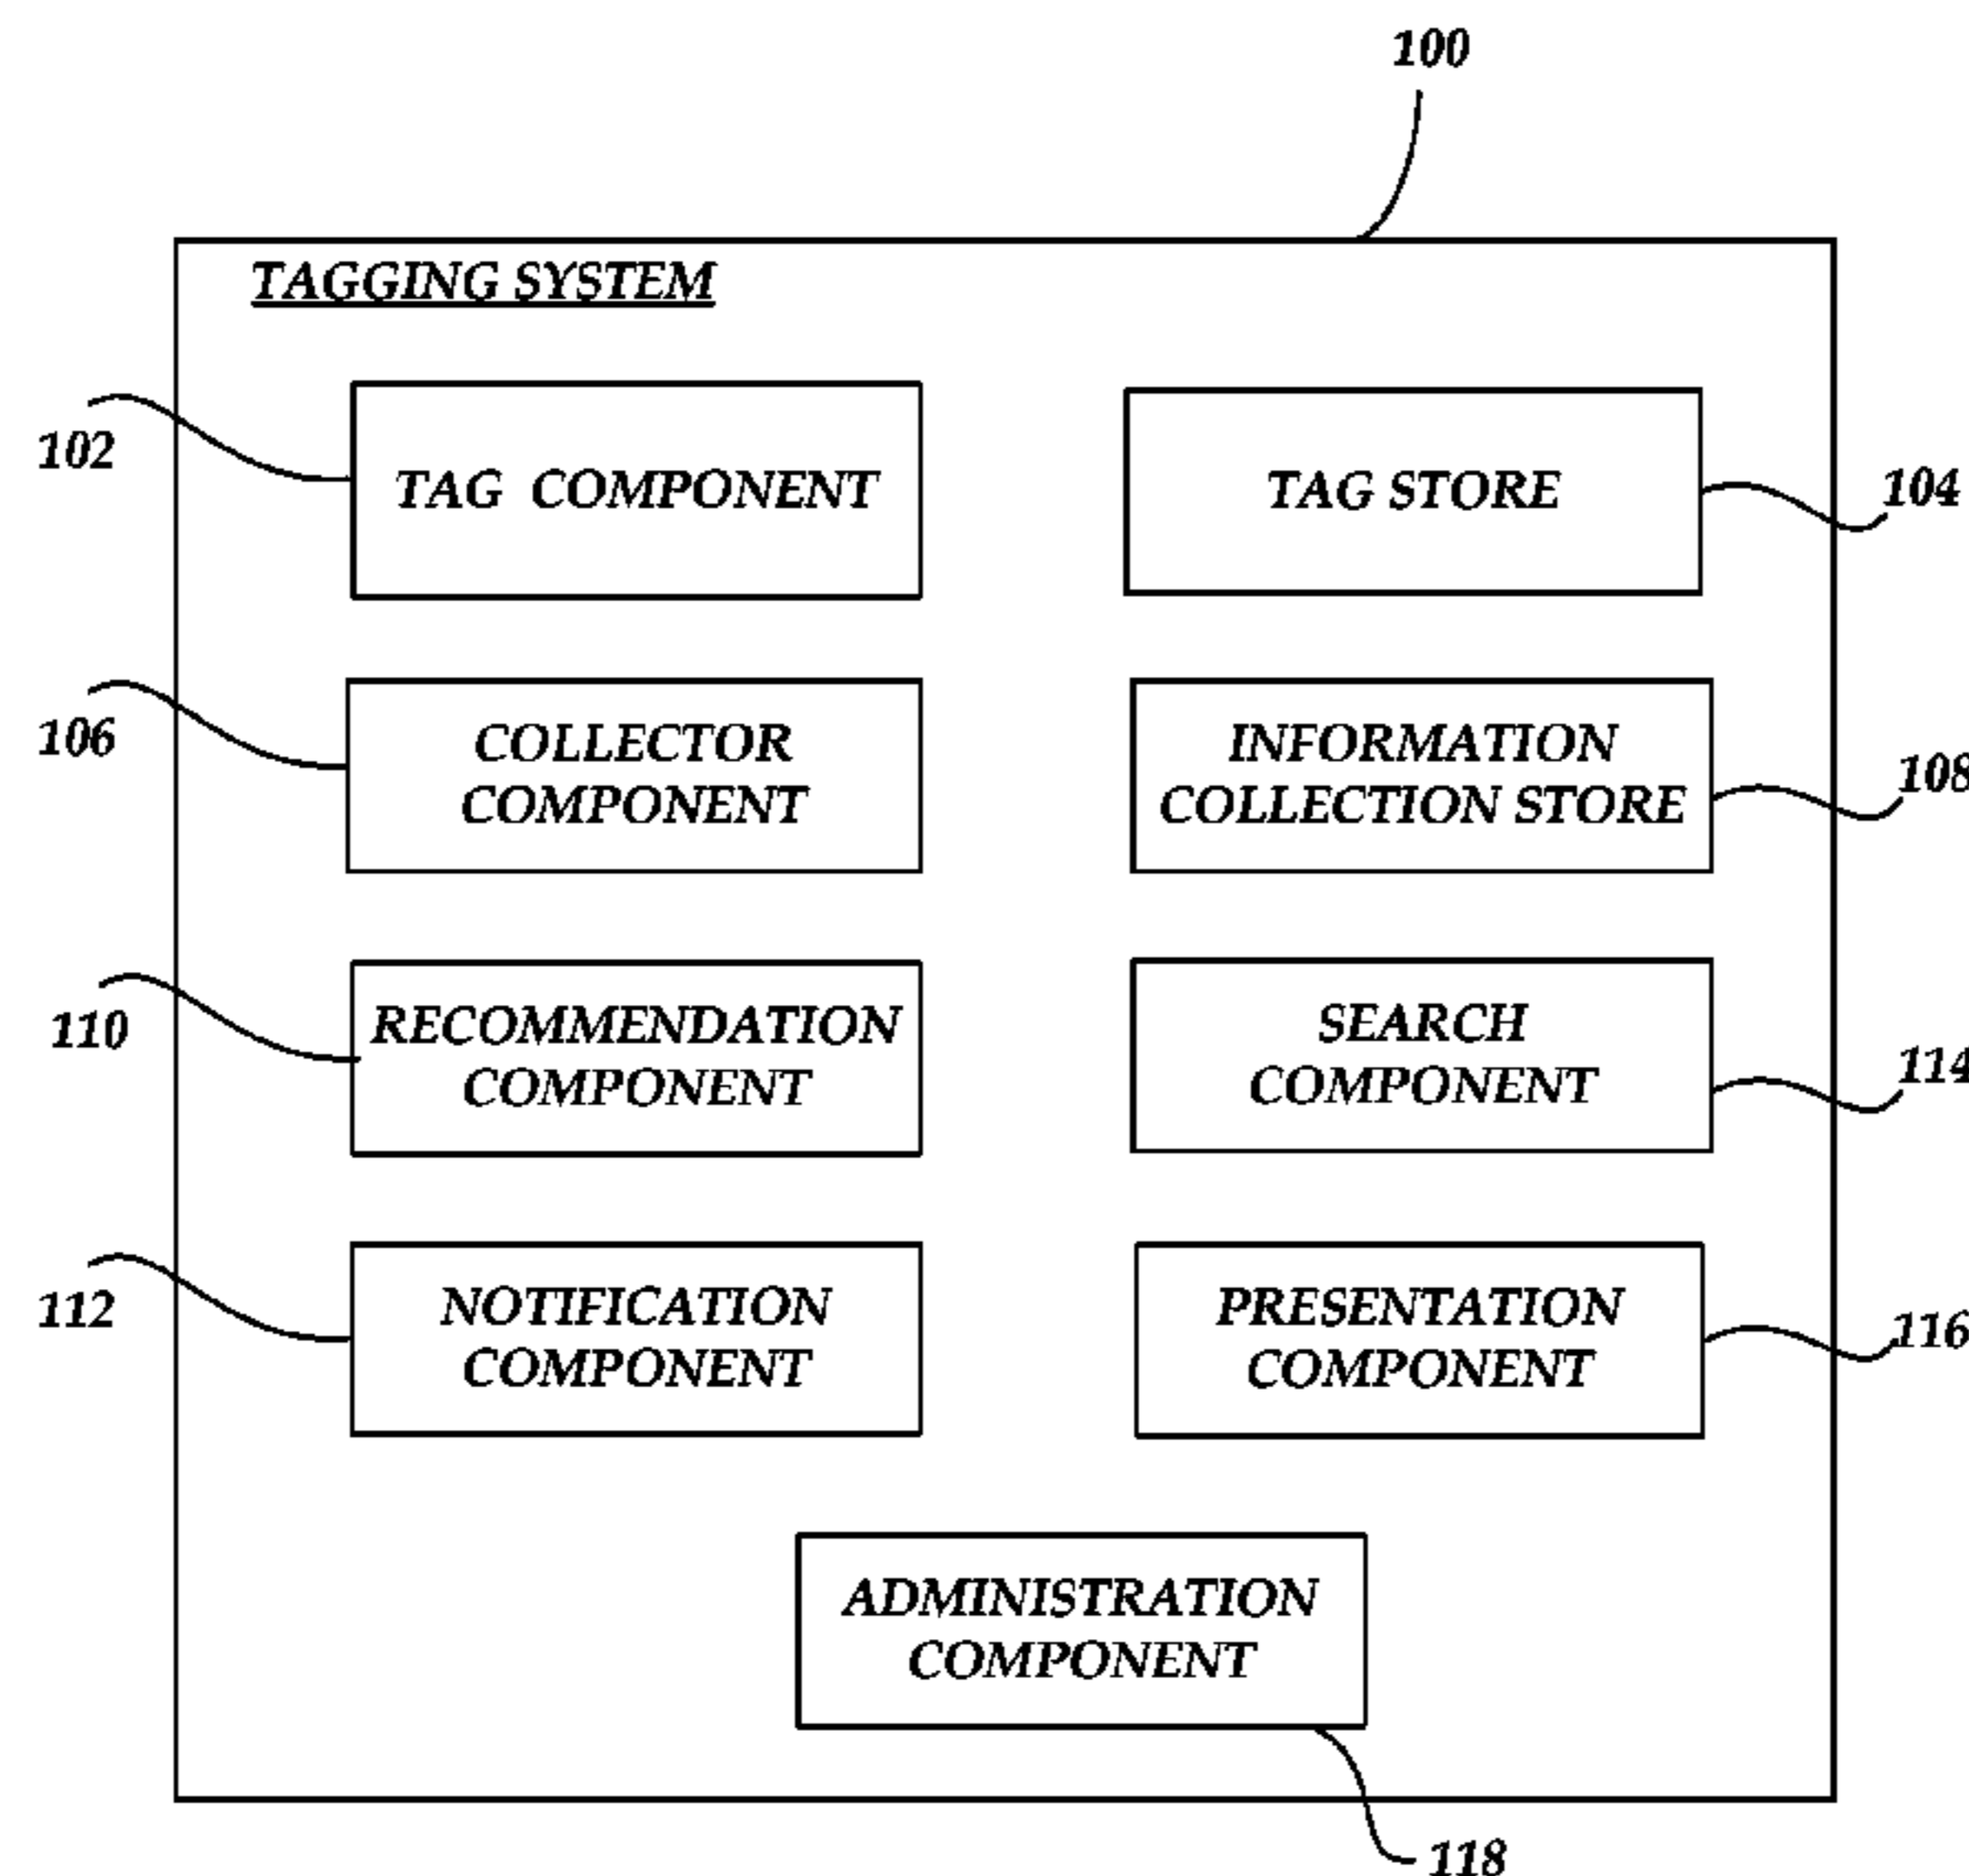 100
TAGGING SYSTEM
102
TAG COMPONENT
TAG STORE
104
106
COLLECTOR
COMPONENT
INFORMATION
COLLECTION STORE
108
110
RECOMMENDATION
COMPONENT
SEARCH
COMPONENT
114
112
NOTIFICATION
COMPONENT
PRESENTATION
COMPONENT
116
ADMINISTRATION
COMPONENT
118